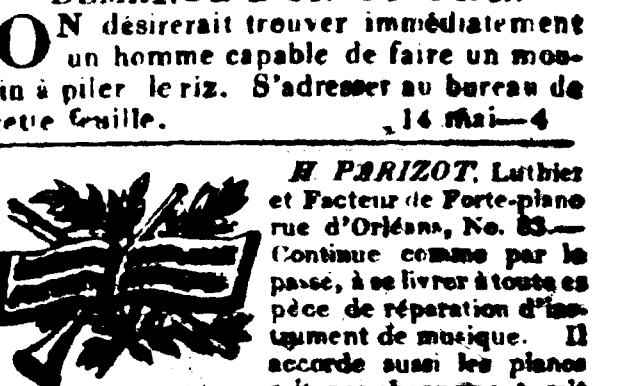 ON désirerait trouver immédiatement
un homme capable de faire un mou-
in à piler le riz. S'adresser au bureau de
cette feuille. 14 mai—4
H PARIZOT, Luthier
et Facteur de Forte-piano
rue d'Orléans, No. 83.—
Continue comme par le
passé, à se livrer à toute es
pèce de réparation d'ins-
trument de musique. Il
accorde aussi les pianos